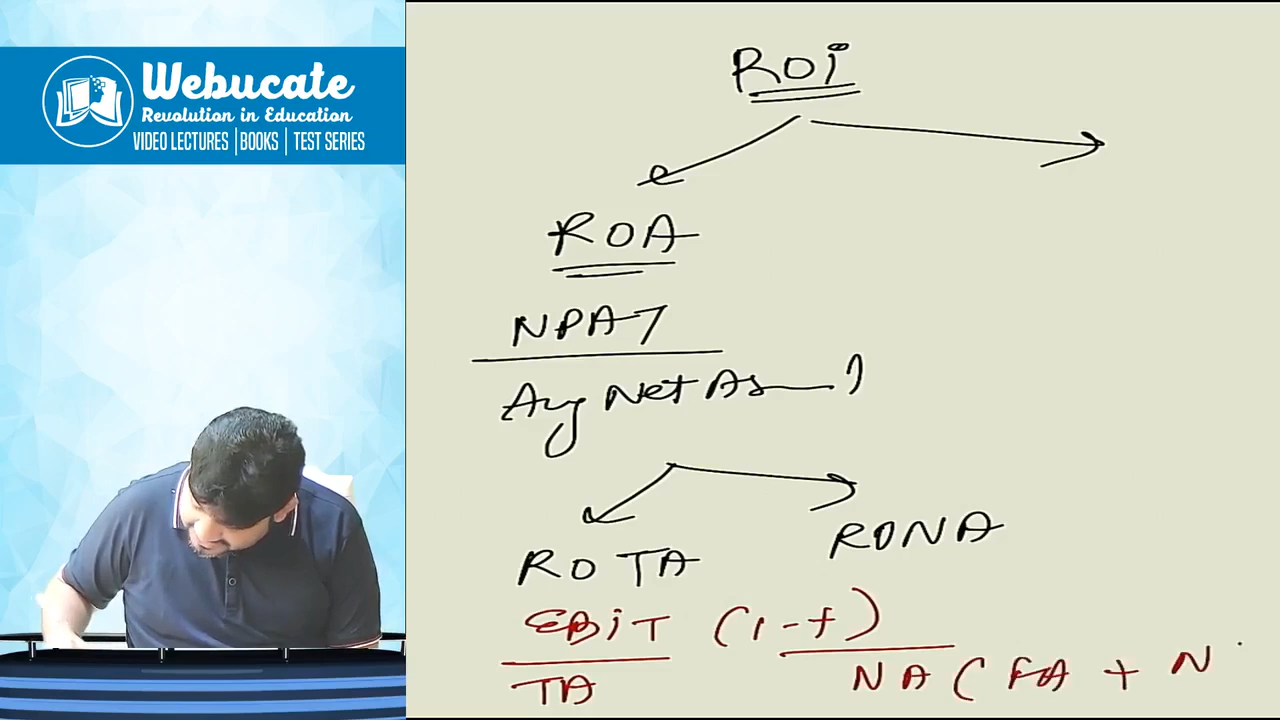 Webucate
Revolution in Education
VIDEO LECTURES | BOOKS | TEST SERIES
ROi
ROA
NPAT
Avg Net As
ROTA
RONA
EBiT (1-t)
TA
NA (FA + N